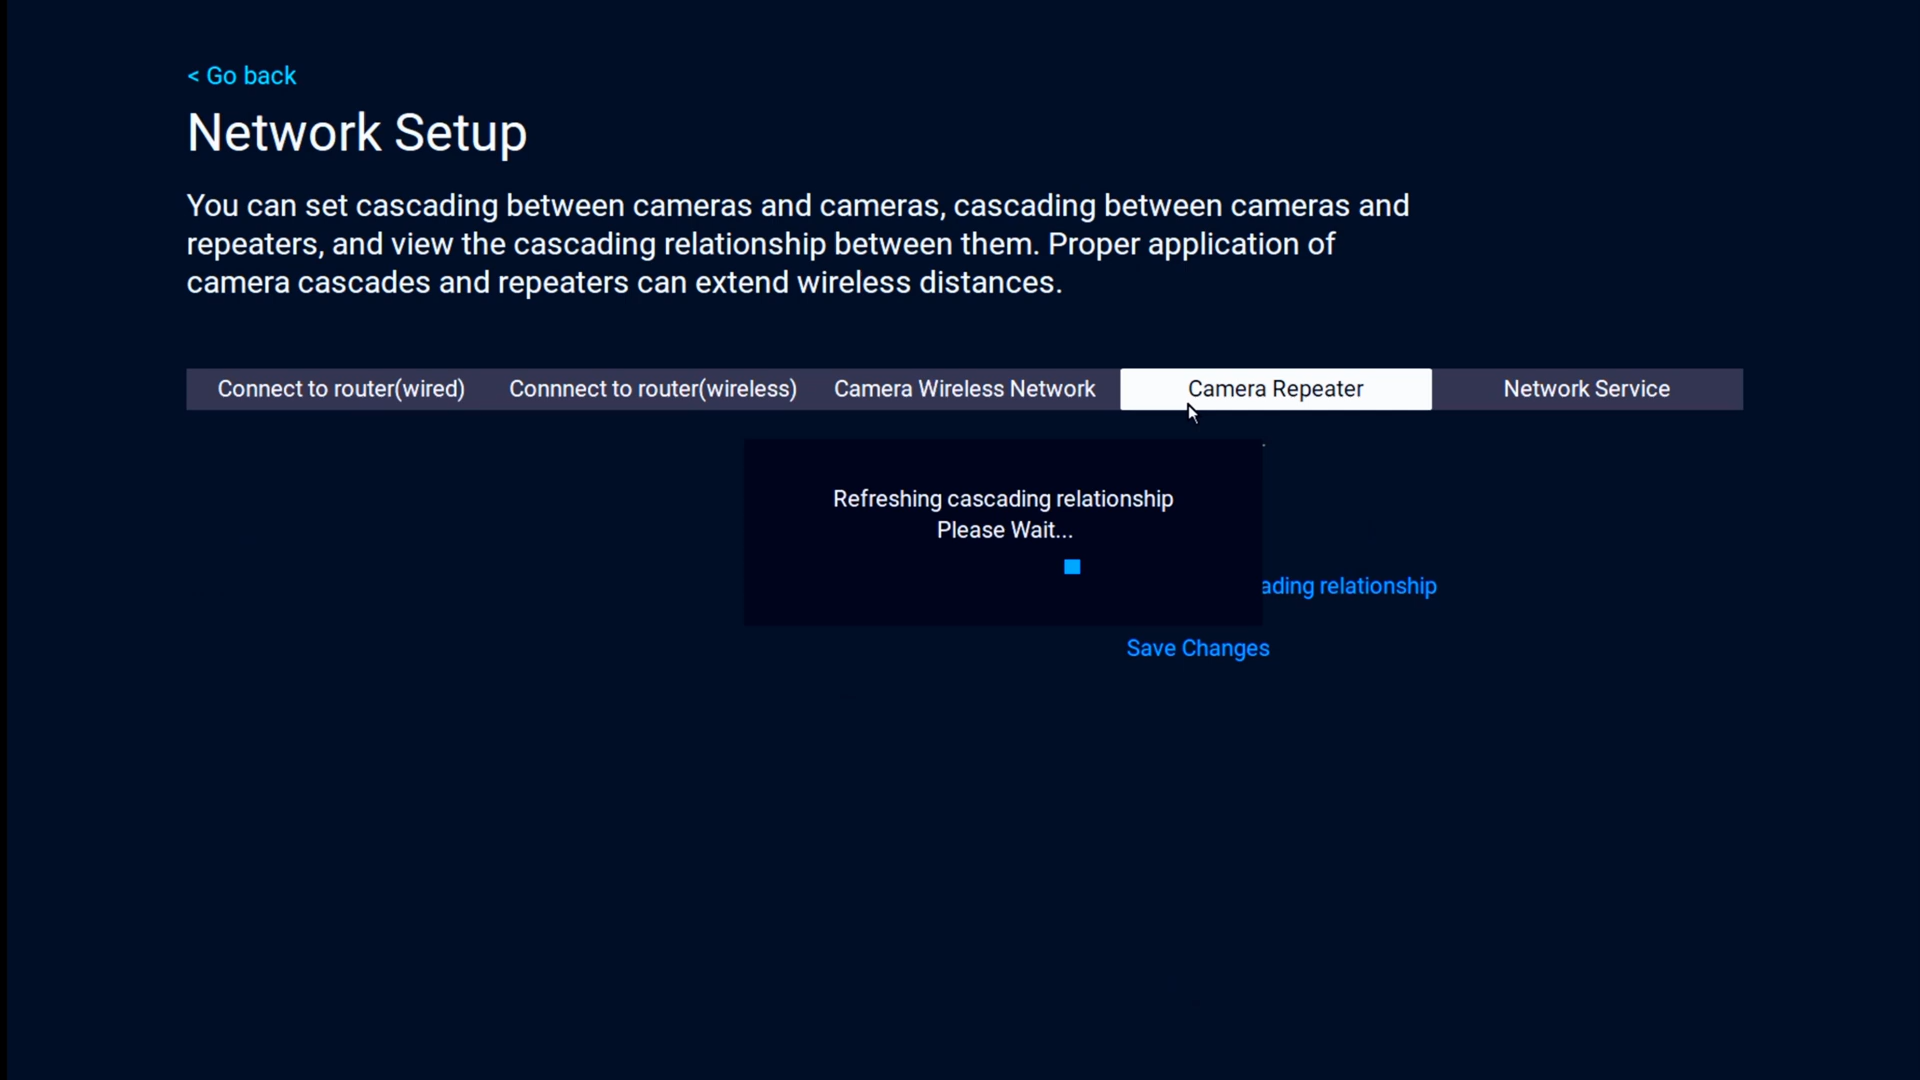 < Go back
Network Setup
You can set cascading between cameras and cameras, cascading between cameras and
repeaters, and view the cascading relationship between them. Proper application of
camera cascades and repeaters can extend wireless distances.
Connect to router(wired) Connnect to router(wireless) Camera Wireless Network Camera Repeater Network Service
Refreshing cascading relationship
Please Wait...
ading relationship
Save Changes